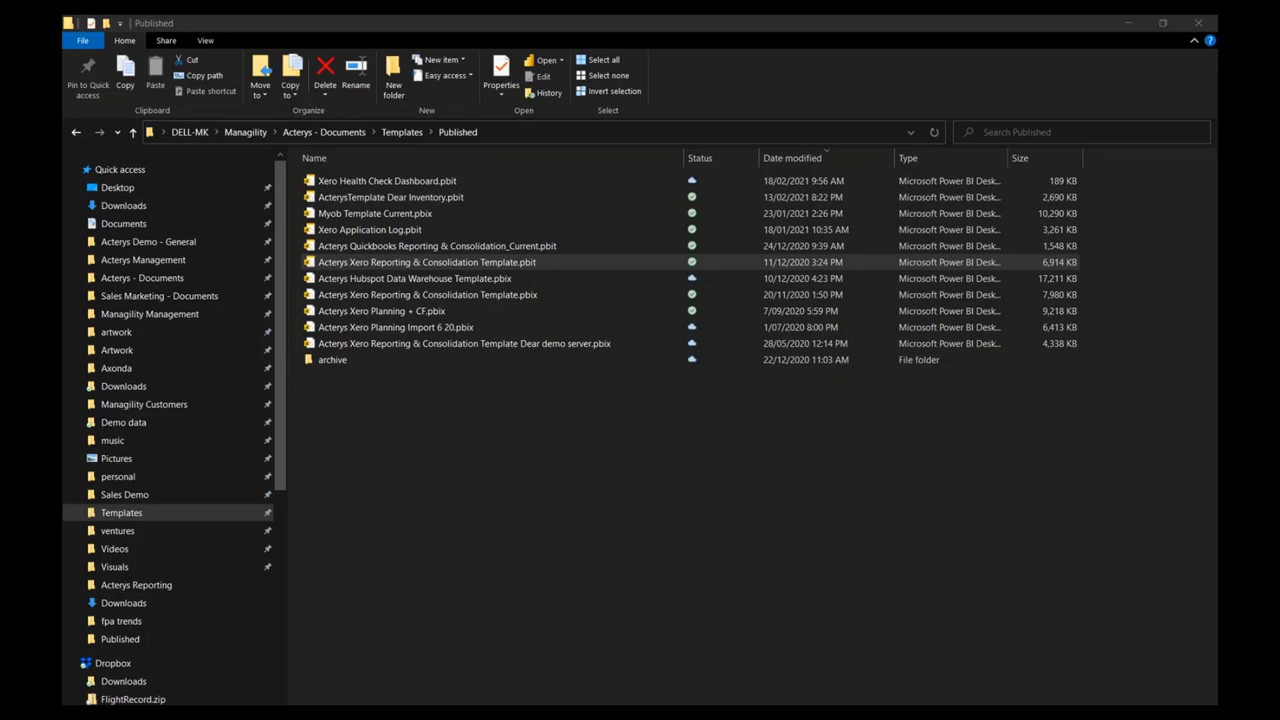 Published
File Home Share View
Pin to Quick access
Copy
Paste
Cut
Copy path
Paste shortcut
Clipboard
Move to
Copy to
Delete
Rename
Organize
New folder
New item
Easy access
New
Properties
Open
Edit
History
Open
Select all
Select none
Invert selection
Select
DELL-MK > Managility > Acterys - Documents > Templates > Published
Search Published
Name Status Date modified Type Size
Xero Health Check Dashboard.pbit 18/02/2021 9:56 AM Microsoft Power BI Desk... 189 KB
ActerysTemplate Dear Inventory.pbit 13/02/2021 8:22 PM Microsoft Power BI Desk... 2,690 KB
Myob Template Current.pbix 23/01/2021 2:26 PM Microsoft Power BI Desk... 10,290 KB
Xero Application Log.pbit 18/01/2021 10:35 AM Microsoft Power BI Desk... 3,261 KB
Acterys Quickbooks Reporting & Consolidation_Current.pbit 24/12/2020 9:39 AM Microsoft Power BI Desk... 1,548 KB
Acterys Xero Reporting & Consolidation Template.pbit 11/12/2020 3:24 PM Microsoft Power BI Desk... 6,914 KB
Acterys Hubspot Data Warehouse Template.pbix 10/12/2020 4:23 PM Microsoft Power BI Desk... 17,211 KB
Acterys Xero Reporting & Consolidation Template.pbix 20/11/2020 1:50 PM Microsoft Power BI Desk... 7,980 KB
Acterys Xero Planning + CF.pbix 7/09/2020 5:59 PM Microsoft Power BI Desk... 9,218 KB
Acterys Xero Planning Import 6 20.pbix 1/07/2020 8:00 PM Microsoft Power BI Desk... 6,413 KB
Acterys Xero Reporting & Consolidation Template Dear demo server.pbix 28/05/2020 12:14 PM Microsoft Power BI Desk... 4,338 KB
archive 22/12/2020 11:03 AM File folder
Quick access
Desktop
Downloads
Documents
Acterys Demo - General
Acterys Management
Acterys - Documents
Sales Marketing - Documents
Managility Management
artwork
Artwork
Axonda
Downloads
Managility Customers
Demo data
music
Pictures
personal
Sales Demo
Templates
ventures
Videos
Visuals
Acterys Reporting
Downloads
fpa trends
Published
Dropbox
Downloads
FlightRecord.zip